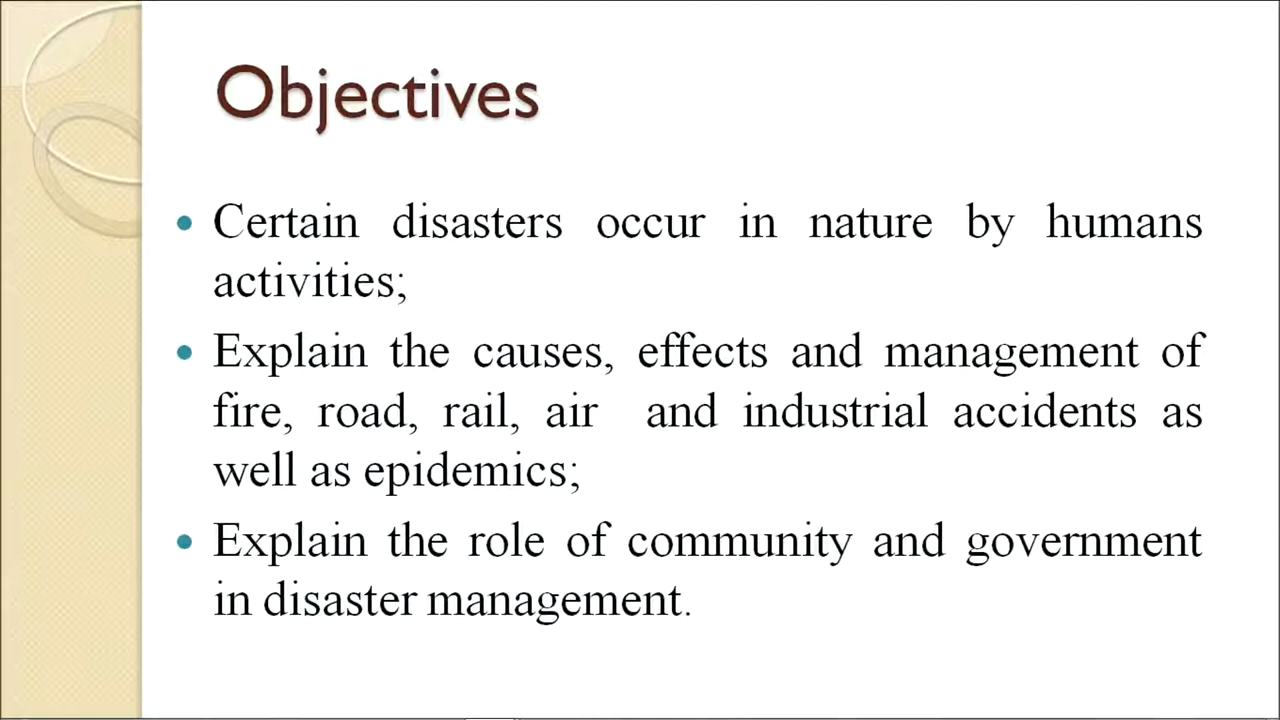 Objectives
• Certain disasters occur in nature by humans
activities;
• Explain the causes, effects and management of
fire, road, rail, air and industrial accidents as
well as epidemics;
• Explain the role of community and government
in disaster management.